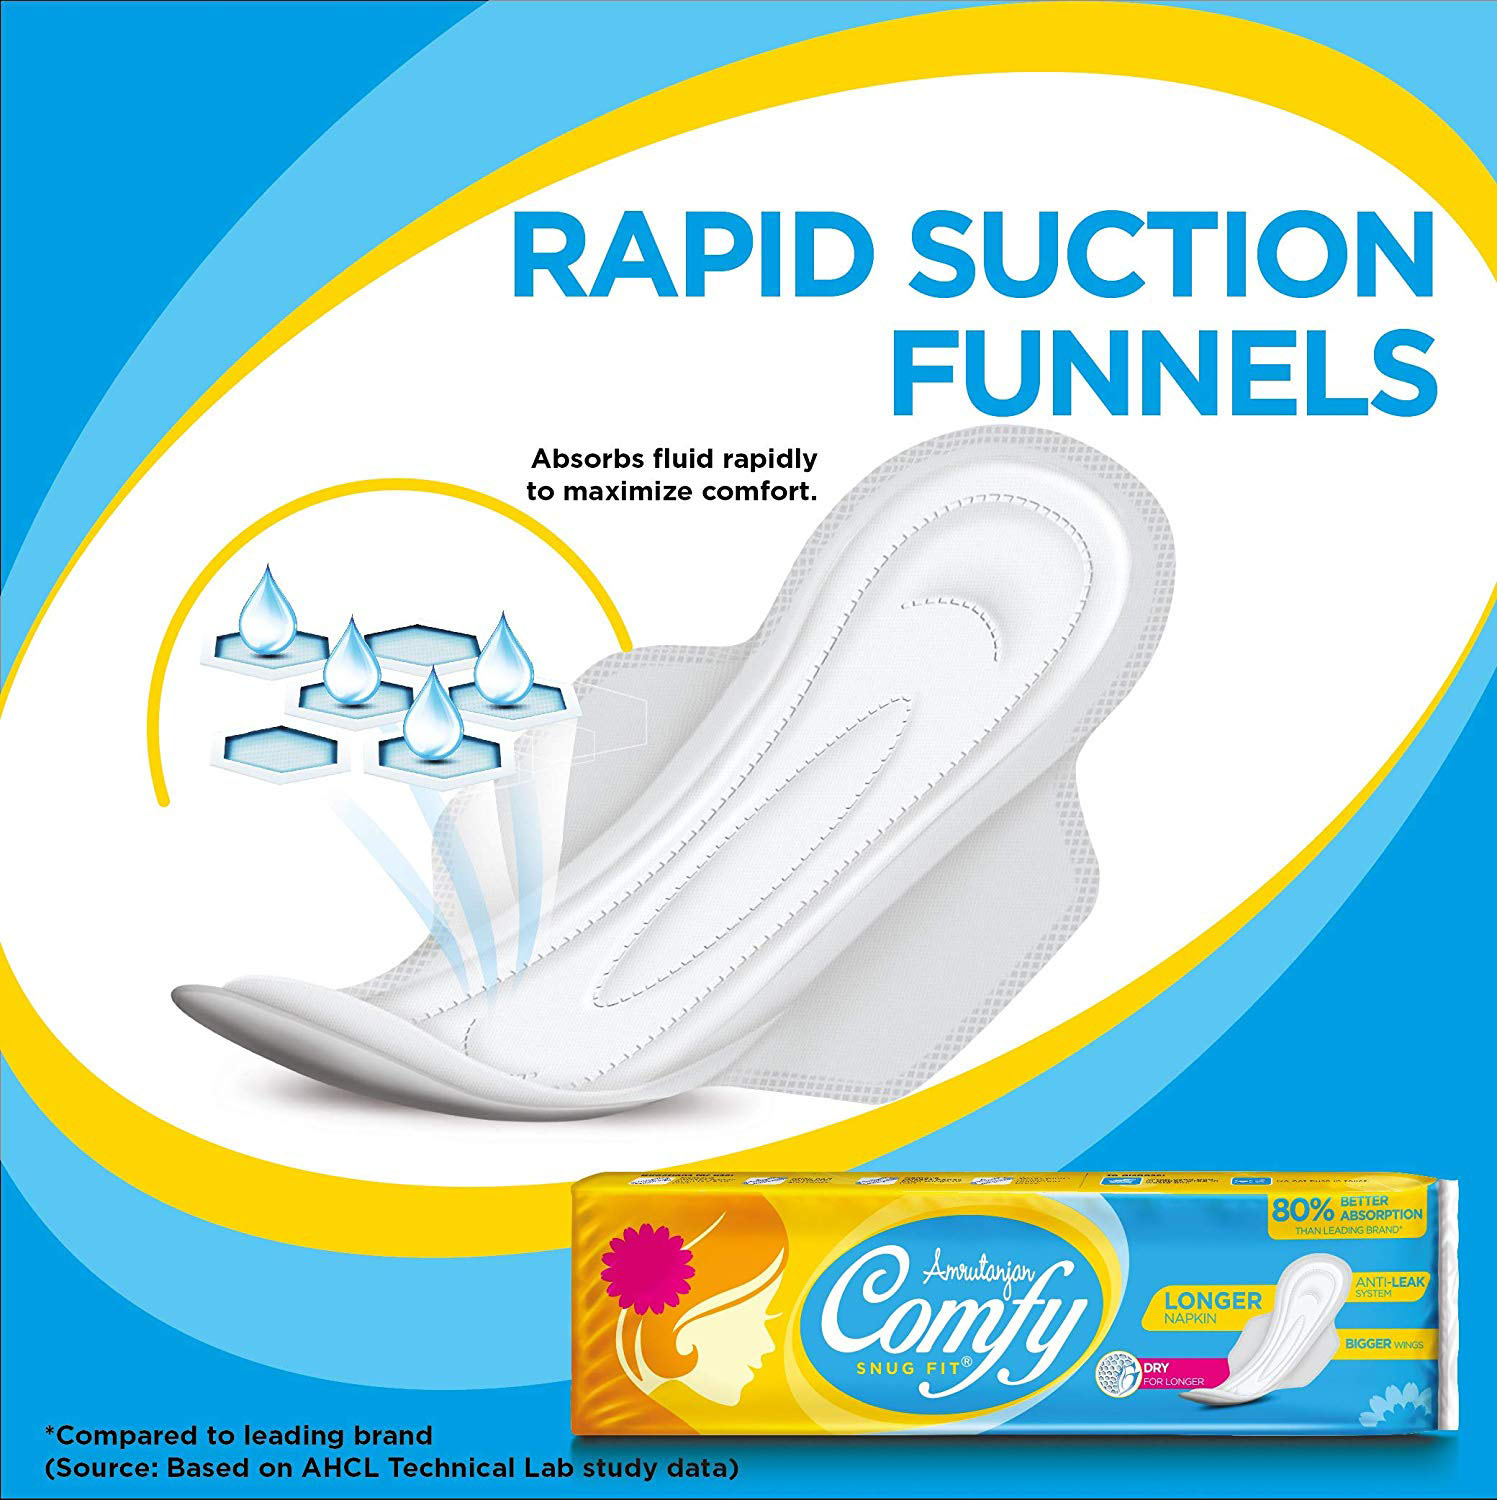 RAPID SUCTION
FUNNELS
Absorbs fluid rapidly
to maximize comfort.
80% BETTER
ABSORPTION
THAN LEADING BRAND*
Amrutanjan
Comfy
SNUG FIT®
LONGER
NAPKIN
ANTI-LEAK
SYSTEM
BIGGER WINGS
DRY
FOR LONGER
*Compared to leading brand
(Source: Based on AHCL Technical Lab study data)